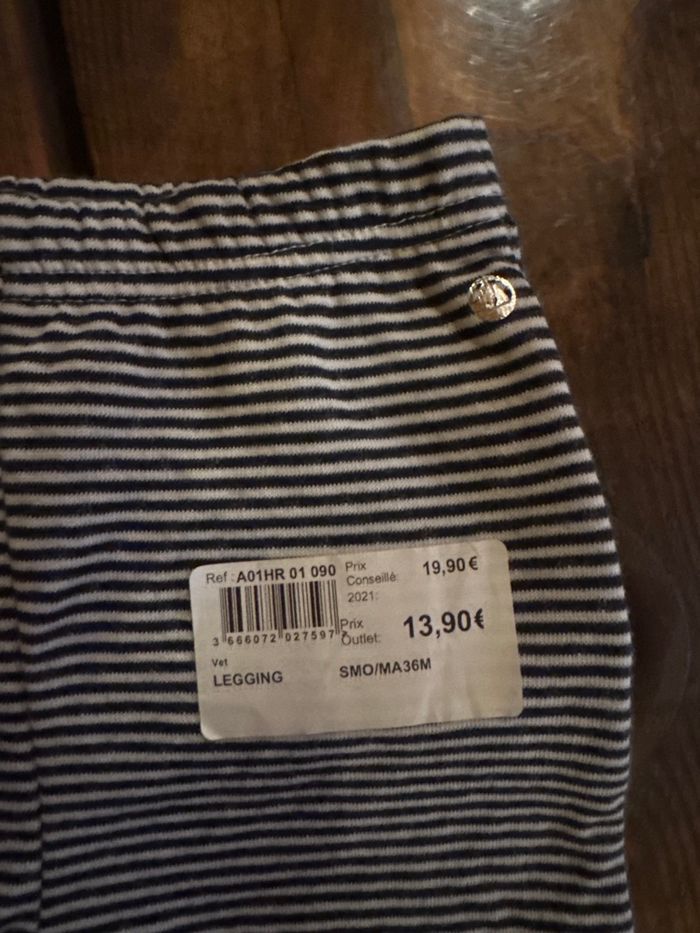 Ref : A01HR 01 090
3 666072 027597
Vet
LEGGING
Prix
Conseillé: 19,90€
2021:
Prix
Outlet: 13,90€
SMO/MA36M